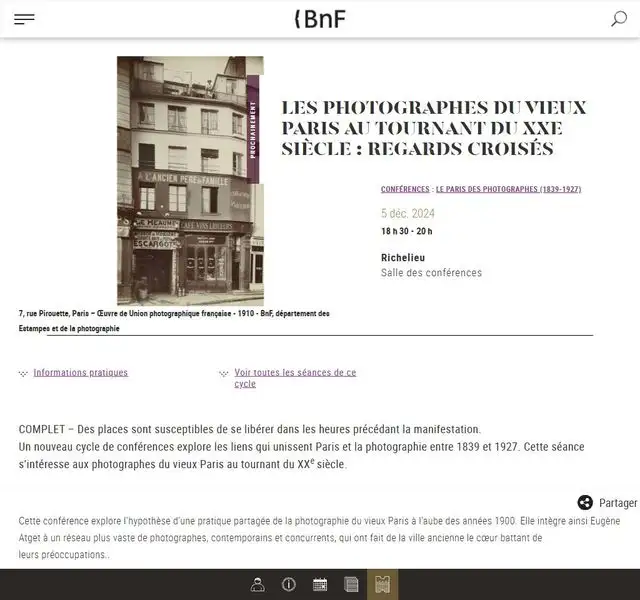 BnF
PROCHAINEMENT
A L'ANCIEN PERE DE FAMILLE
ESCARGOT
CAFÉ VINS LIQUEURS
LES PHOTOGRAPHES DU VIEUX
PARIS AU TOURNANT DU XXE
SIÈCLE : REGARDS CROISÉS
CONFÉRENCES : LE PARIS DES PHOTOGRAPHES (1839-1927)
5 déc. 2024
18 h 30 - 20 h
Richelieu
Salle des conférences
7, rue Pirouette, Paris – Œuvre de Union photographique française - 1910 - BnF, département des
Estampes et de la photographie
Informations pratiques
Voir toutes les séances de ce
cycle
COMPLET – Des places sont susceptibles de se libérer dans les heures précédant la manifestation.
Un nouveau cycle de conférences explore les liens qui unissent Paris et la photographie entre 1839 et 1927. Cette séance
s'intéresse aux photographes du vieux Paris au tournant du XXe siècle.
Partager
Cette conférence explore l'hypothèse d'une pratique partagée de la photographie du vieux Paris à l'aube des années 1900. Elle intègre ainsi Eugène
Atget à un réseau plus vaste de photographes, contemporains et concurrents, qui ont fait de la ville ancienne le cœur battant de
leurs préoccupations..